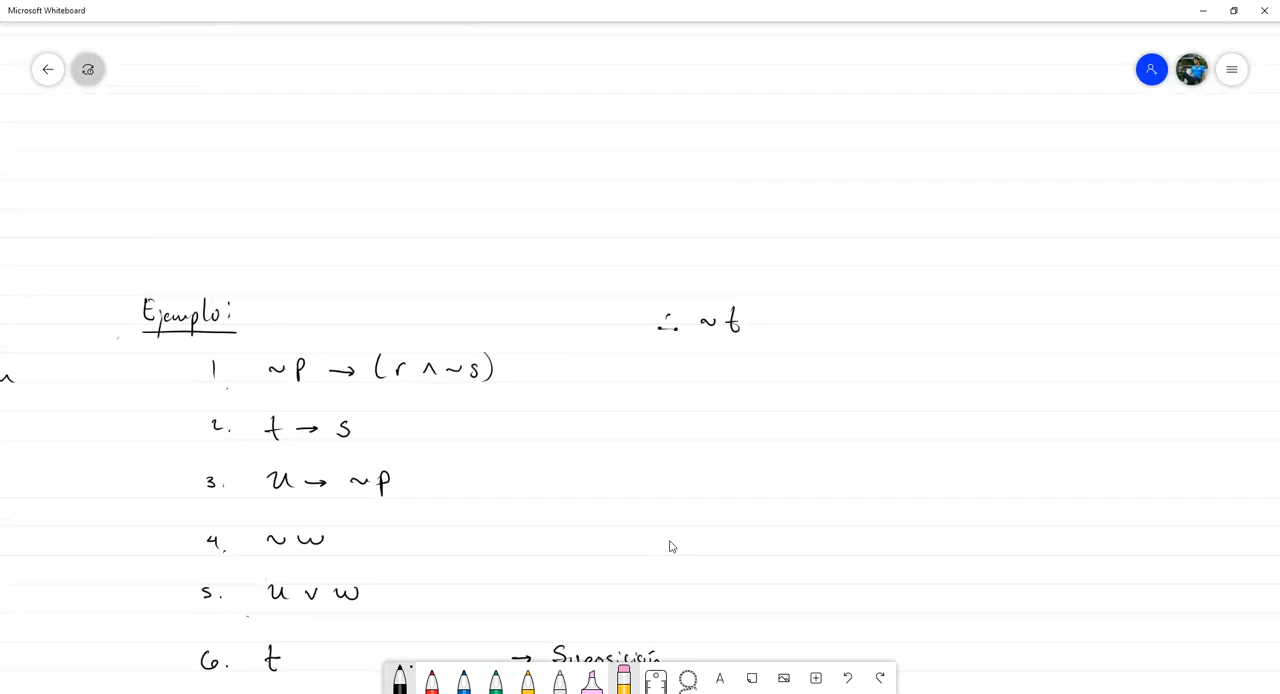 Microsoft Whiteboard
Ejemplo:
∴ ~ t
1. ~ p → (r ∧ ~ s)
2. t → s
3. u → ~ p
4. ~ w
5. u v w
6. t → Suposición
A